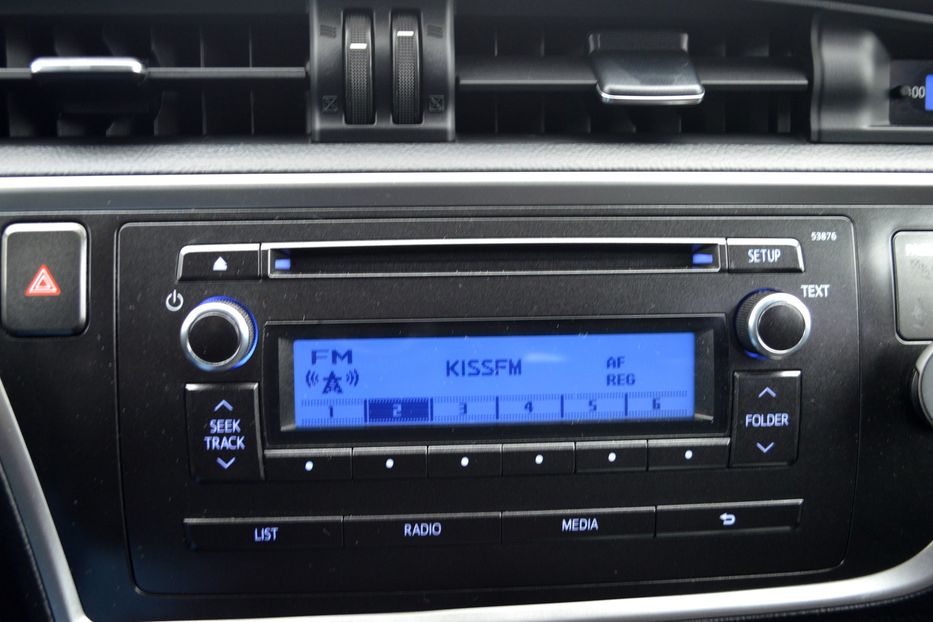 :00
53876
SETUP
TEXT
FM
KISSFM
AF
REG
1 2 3 4 5 6
SEEK
TRACK
FOLDER
LIST
RADIO
MEDIA